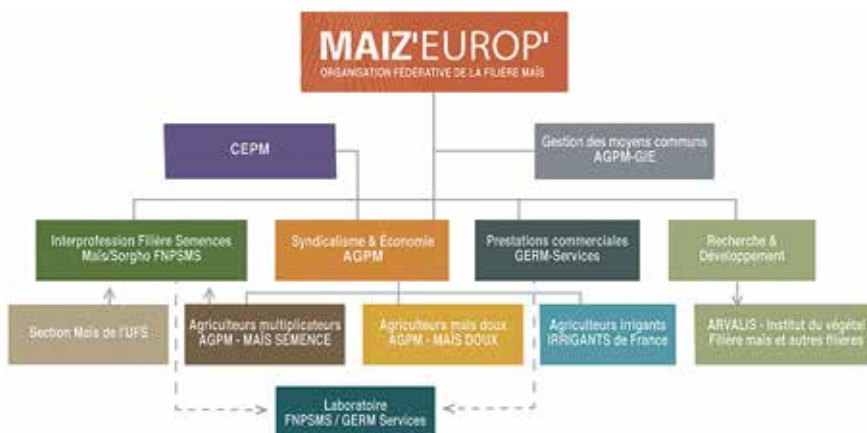 MAIZ'EUROP'
ORGANISATION FÉDÉRATIVE DE LA FILIÈRE MAÏS
CEPM
Gestion des moyens communs
AGPM-GIE
Interprofession Filière Semences
Maïs/Sorgho FNPSMS
Syndicalisme & Économie
AGPM
Prestations commerciales
GERM-Services
Recherche &
Développement
Section Maïs de l'UFS
Agriculteurs multiplicateurs
AGPM - MAÏS SEMENCE
Agriculteurs maïs doux
AGPM - MAÏS DOUX
Agriculteurs irrigants
IRRIGANTS de France
ARVALIS - Institut du végétal
Filière maïs et autres filières
Laboratoire
FNPSMS / GERM Services